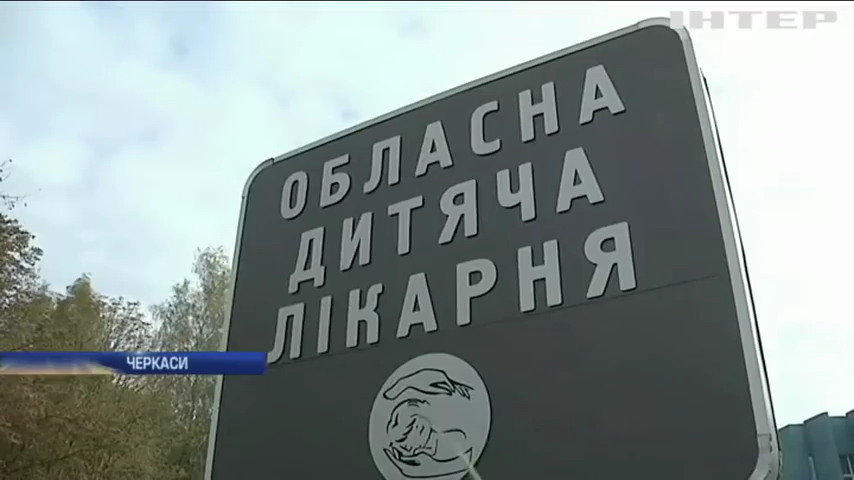 ІНТЕР
ОБЛАСНА
ДИТЯЧА
ЛІКАРНЯ
ЧЕРКАСИ